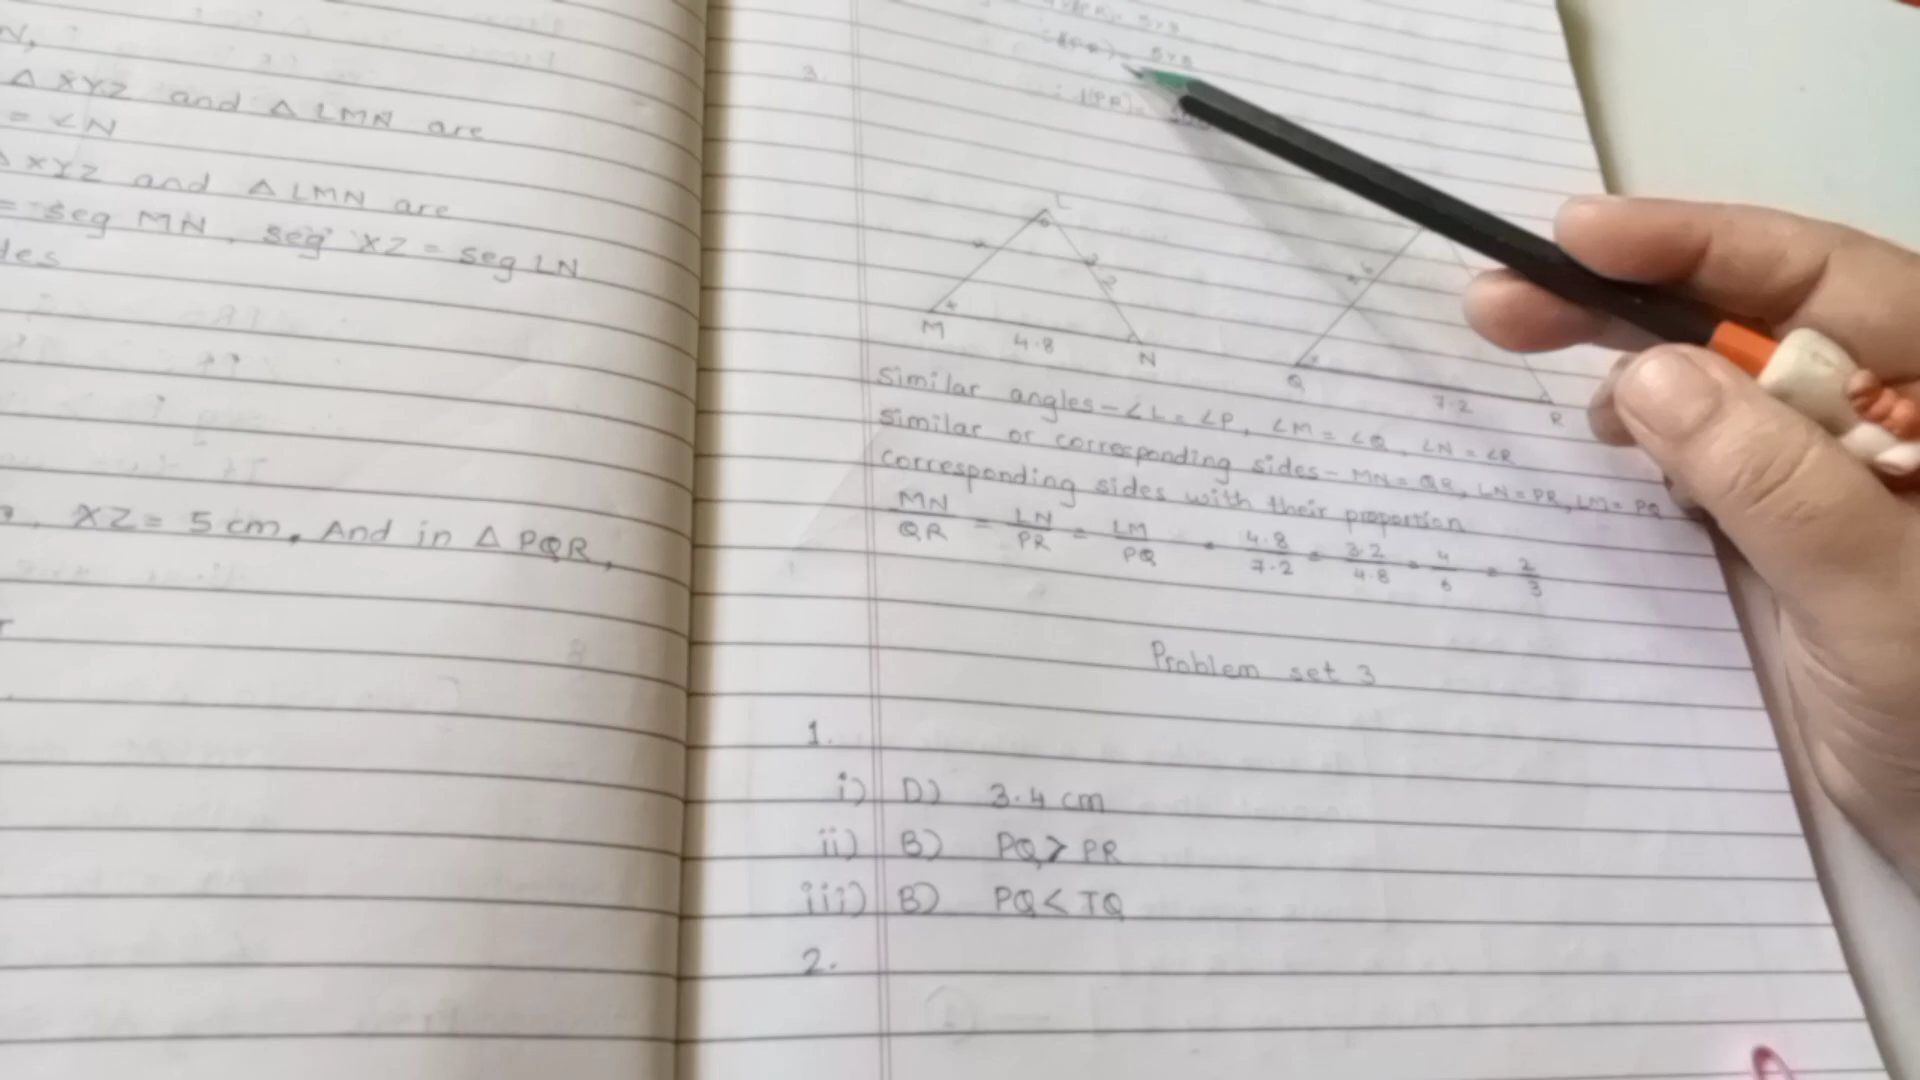 N,
△ XYZ and △ LMN are
= ∠N
△ XYZ and △ LMN are
= seg MN, seg XZ = seg LN
des
XZ = 5 cm. And in △ PQR,
3.
L
M
N
4.8
Q
R
6
7.2
Similar angles - ∠L = ∠P, ∠M = ∠Q, ∠N = ∠R
Similar or corresponding sides - MN = QR, LN = PR, LM = PQ
Corresponding sides with their proportion
MN/QR = LN/PR = LM/PQ = 4.8/7.2 = 3.2/4.8 = 4/6 = 2/3
Problem set 3
1.
i) D) 3.4 cm
ii) B) PQ > PR
iii) B) PQ < TQ
2.